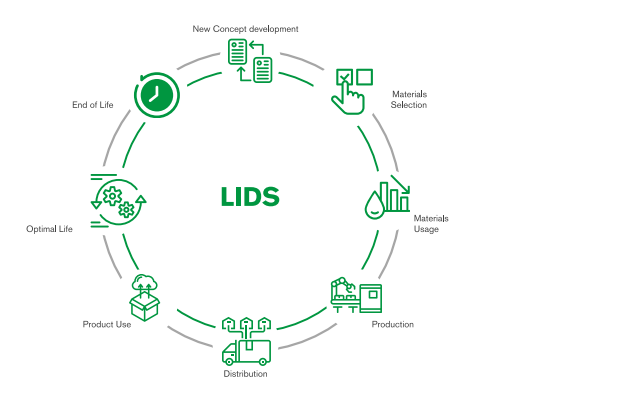 New Concept development
Materials
Selection
End of Life
LIDS
Materials
Usage
Optimal Life
Product Use
Production
Distribution